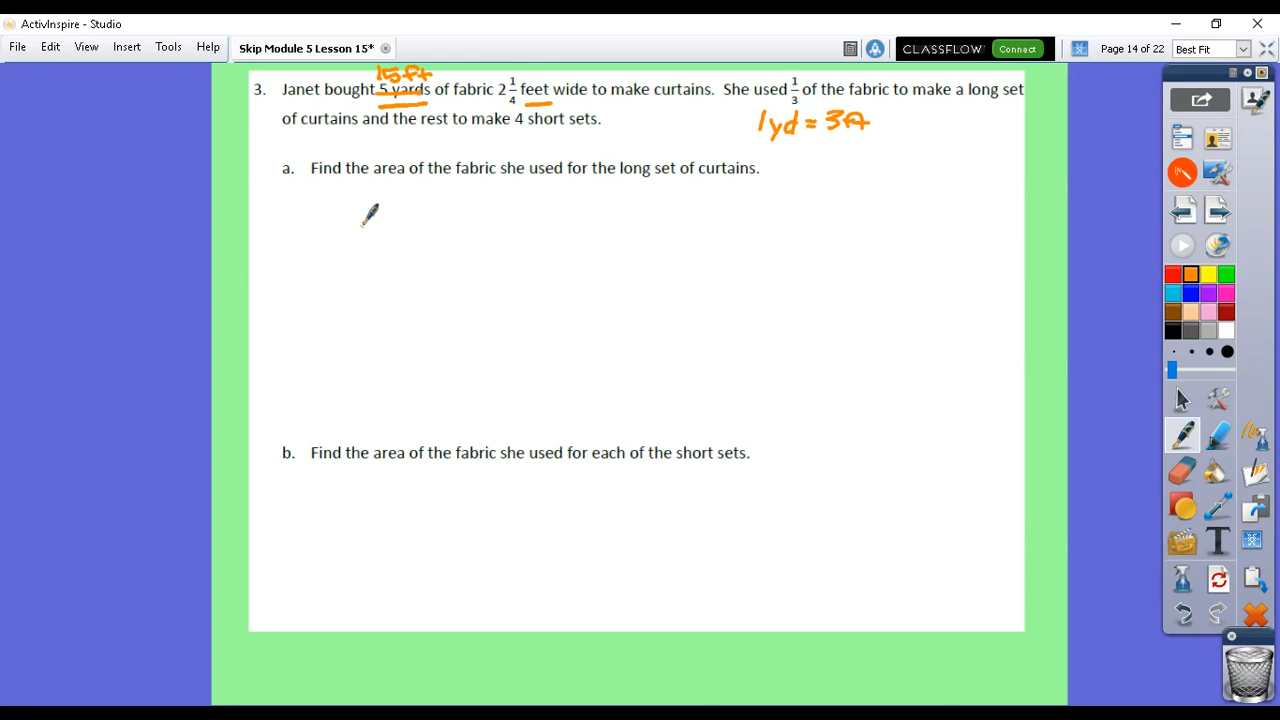 ActivInspire - Studio
File Edit View Insert Tools Help Skip Module 5 Lesson 15* CLASSFLOW Connect Page 14 of 22 Best Fit
15 ft
3. Janet bought 5 yards of fabric 2 1/4 feet wide to make curtains. She used 1/3 of the fabric to make a long set
of curtains and the rest to make 4 short sets.
1 yd = 3 ft
a. Find the area of the fabric she used for the long set of curtains.
b. Find the area of the fabric she used for each of the short sets.